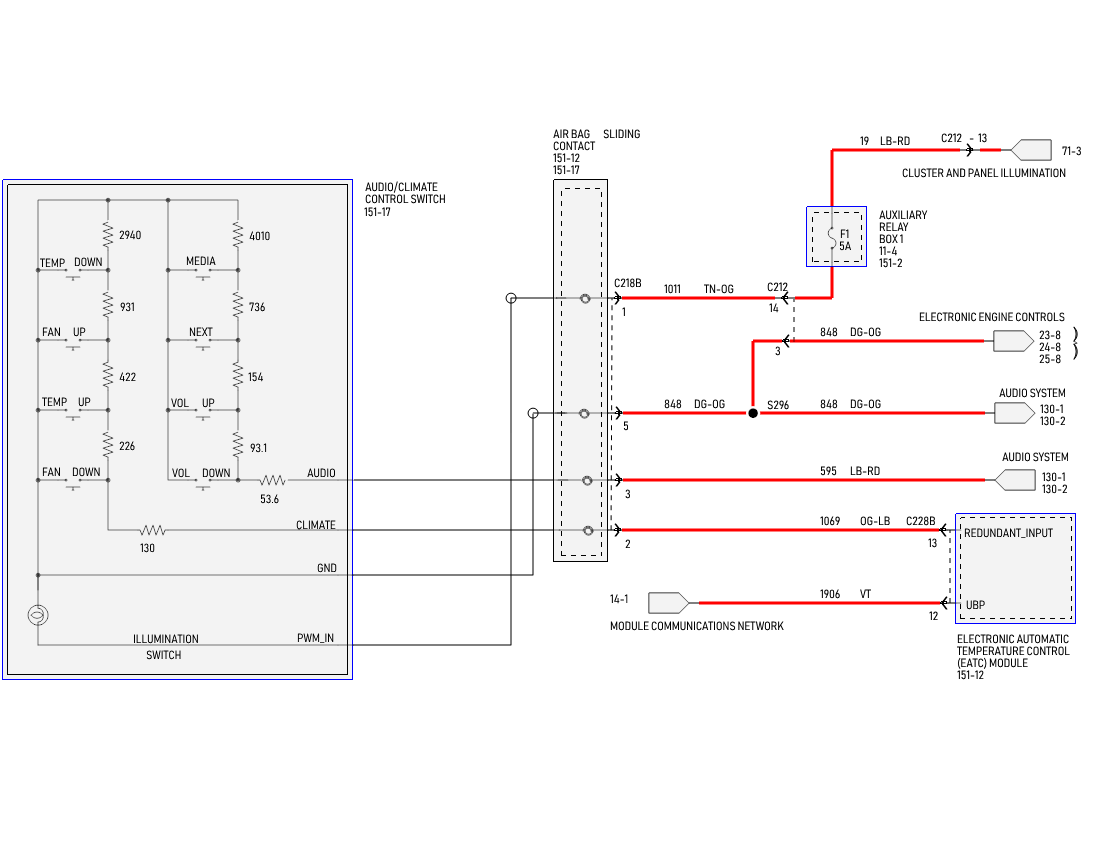 AIR BAG SLIDING
CONTACT
151-12
151-17
19 LB-RD C212 - 13
71-3
CLUSTER AND PANEL ILLUMINATION
AUDIO/CLIMATE
CONTROL SWITCH
151-17
AUXILIARY
RELAY
BOX 1
11-4
151-2
F1
5A
2940
4010
TEMP DOWN
MEDIA
931
736
FAN UP
NEXT
422
154
TEMP UP
VOL UP
226
93.1
FAN DOWN
VOL DOWN
53.6
AUDIO
130
CLIMATE
GND
PWM_IN
ILLUMINATION
SWITCH
C218B
1
1011 TN-OG
C212
14
ELECTRONIC ENGINE CONTROLS
3
848 DG-OG
23-8 )
24-8 )
25-8
AUDIO SYSTEM
5
848 DG-OG
S296
848 DG-OG
130-1
130-2
AUDIO SYSTEM
3
595 LB-RD
130-1
130-2
2
1069 OG-LB C228B
13
REDUNDANT_INPUT
14-1
1906 VT
12
UBP
MODULE COMMUNICATIONS NETWORK
ELECTRONIC AUTOMATIC
TEMPERATURE CONTROL
(EATC) MODULE
151-12